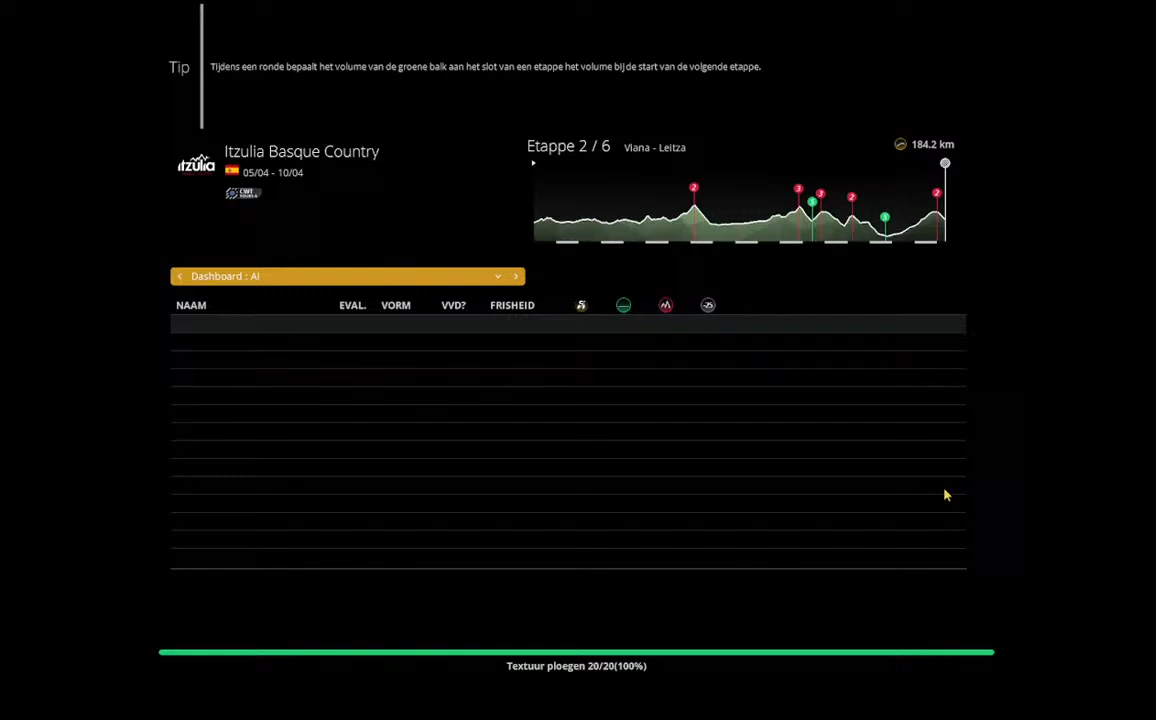 Tip
Tijdens een ronde bepaalt het volume van de groene balk aan het slot van een etappe het volume bij de start van de volgende etappe.
itzulia
Itzulia Basque Country
05/04 - 10/04
CWT
Etappe 2 / 6 Viana - Leitza
184.2 km
2
3
S
3
2
S
2
Dashboard : AI
NAAM EVAL. VORM VVD? FRISHEID
-25
Textuur ploegen 20/20(100%)